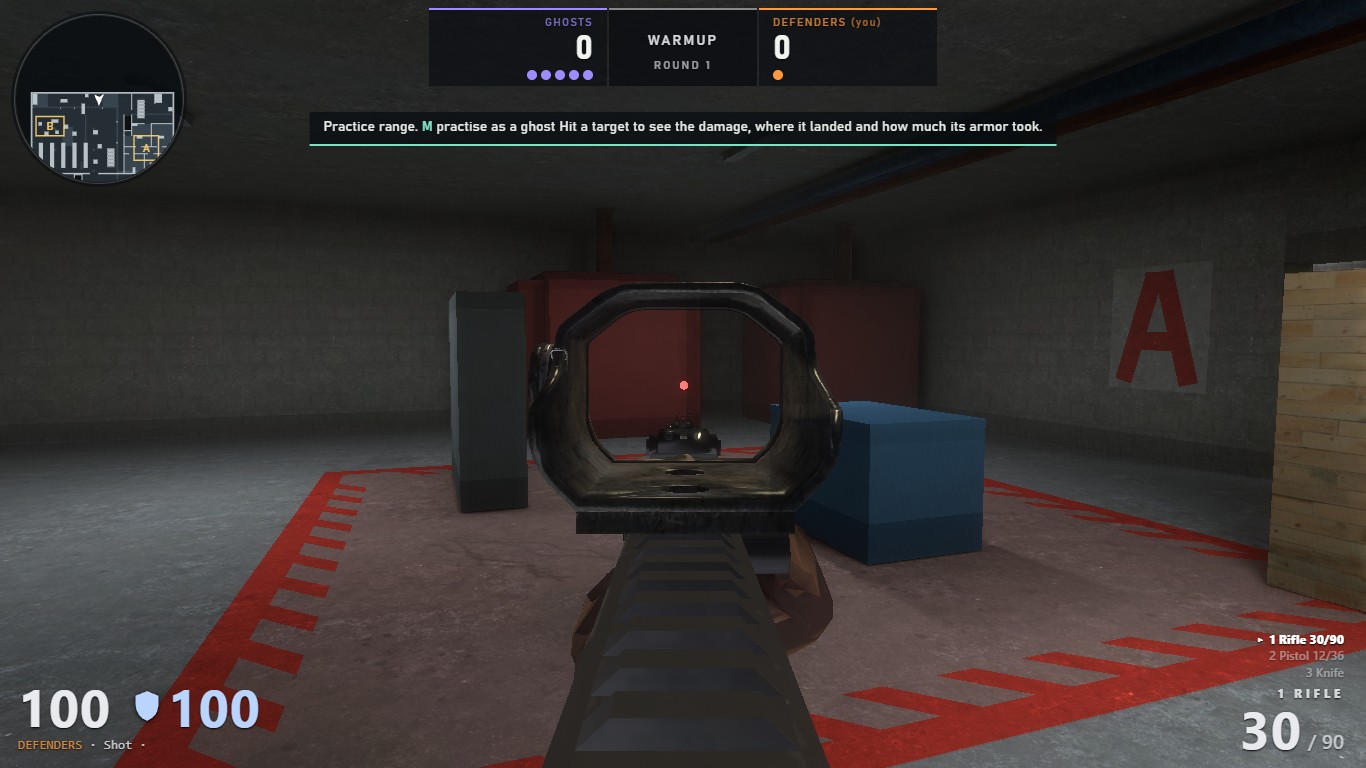 GHOSTS
0
WARMUP
ROUND 1
DEFENDERS (you)
0
B
A
Practice range. M practise as a ghost Hit a target to see the damage, where it landed and how much its armor took.
A
▸ 1 Rifle 30/90
2 Pistol 12/36
3 Knife
1 RIFLE
30 / 90
100 100
DEFENDERS · Shot ·